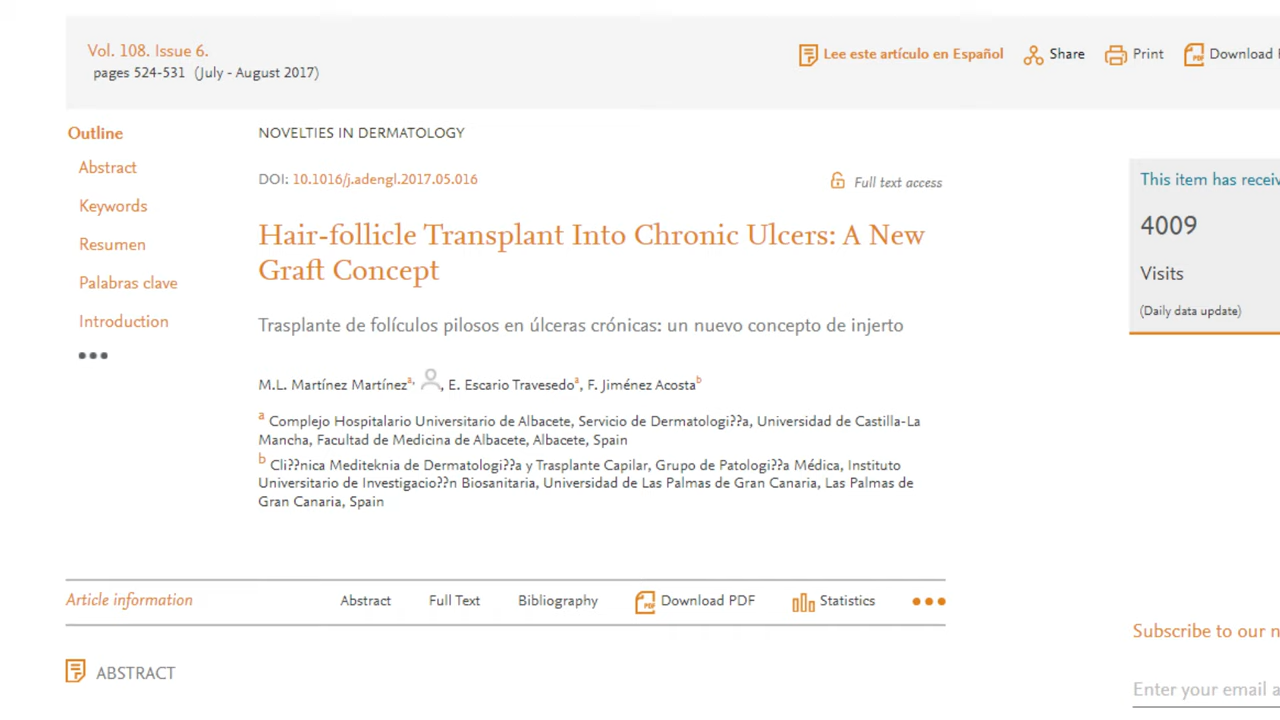 Vol. 108. Issue 6.
pages 524-531 (July - August 2017)
Lee este artículo en Español
Share
Print
Download
Outline
Abstract
Keywords
Resumen
Palabras clave
Introduction
NOVELTIES IN DERMATOLOGY
DOI: 10.1016/j.adengl.2017.05.016
Full text access
Hair-follicle Transplant Into Chronic Ulcers: A New
Graft Concept
Trasplante de folículos pilosos en úlceras crónicas: un nuevo concepto de injerto
M.L. Martínez Martínezª,, E. Escario Travesedoª, F. Jiménez Acostab
a Complejo Hospitalario Universitario de Albacete, Servicio de Dermatologi??a, Universidad de Castilla-La
Mancha, Facultad de Medicina de Albacete, Albacete, Spain
b Cli??nica Mediteknia de Dermatologi??a y Trasplante Capilar, Grupo de Patologi??a Médica, Instituto
Universitario de Investigacio??n Biosanitaria, Universidad de Las Palmas de Gran Canaria, Las Palmas de
Gran Canaria, Spain
This item has receiv
4009
Visits
(Daily data update)
Article information
Abstract
Full Text
Bibliography
PDF Download PDF
Statistics
Subscribe to our n
Enter your email a
ABSTRACT